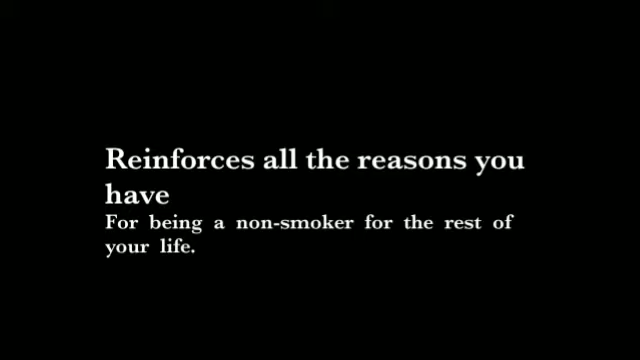 Reinforces all the reasons you
have
For being a non-smoker for the rest of
your life.